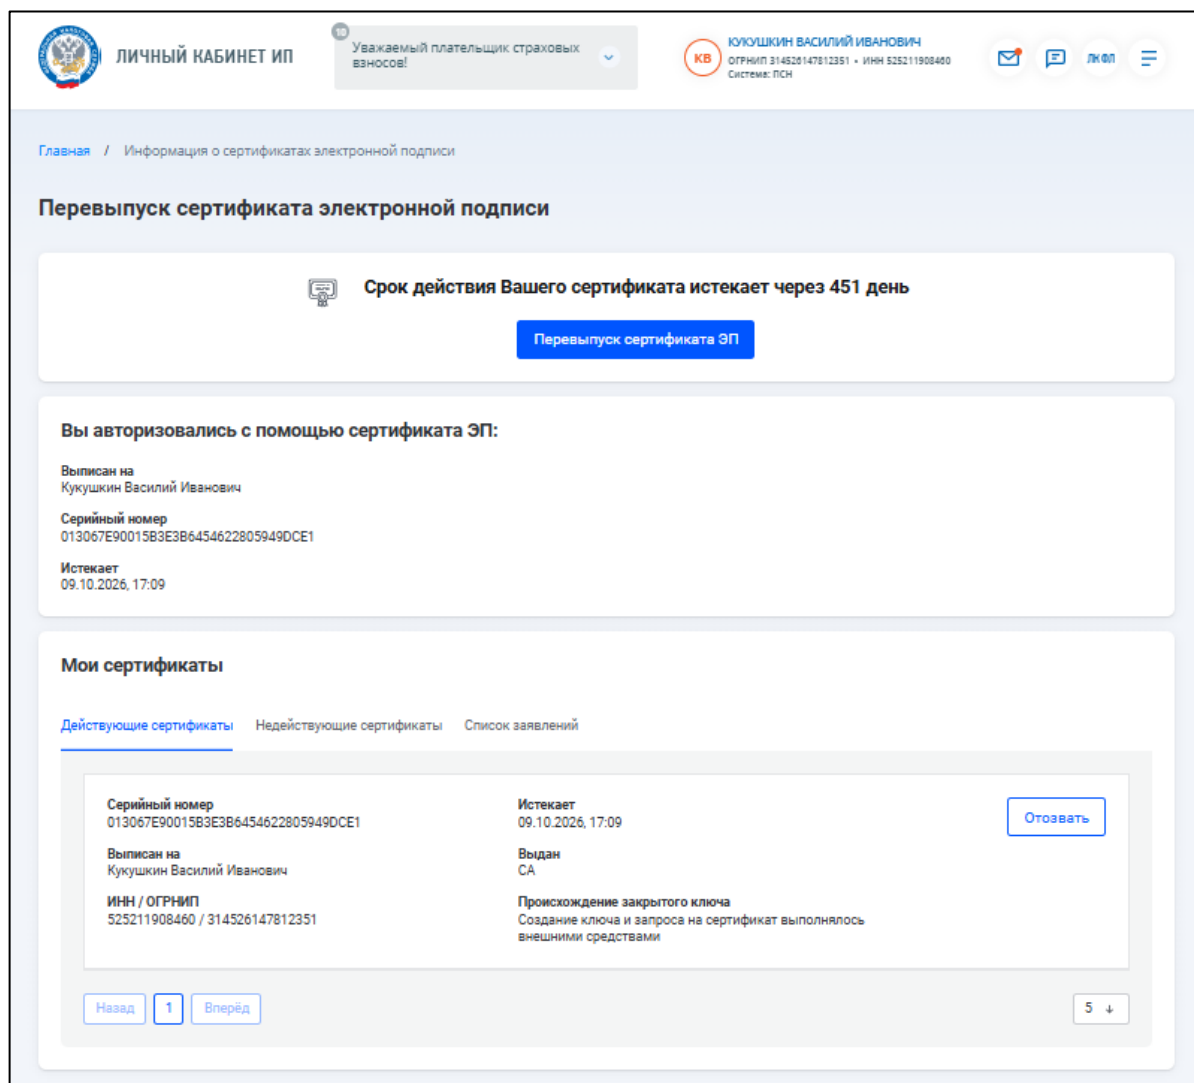 ЛИЧНЫЙ КАБИНЕТ ИП
10
Уважаемый плательщик страховых
взносов!
КВ
КУКУШКИН ВАСИЛИЙ ИВАНОВИЧ
ОГРНИП 314526147812351 • ИНН 525211908460
Система: ПСН
ЛК ФЛ
Главная / Информация о сертификатах электронной подписи
Перевыпуск сертификата электронной подписи
Срок действия Вашего сертификата истекает через 451 день
Перевыпуск сертификата ЭП
Вы авторизовались с помощью сертификата ЭП:
Выписан на
Кукушкин Василий Иванович
Серийный номер
013067E90015B3E3B6454622805949DCE1
Истекает
09.10.2026, 17:09
Мои сертификаты
Действующие сертификаты Недействующие сертификаты Список заявлений
Серийный номер
013067E90015B3E3B6454622805949DCE1
Выписан на
Кукушкин Василий Иванович
ИНН / ОГРНИП
525211908460 / 314526147812351
Истекает
09.10.2026, 17:09
Выдан
CA
Происхождение закрытого ключа
Создание ключа и запроса на сертификат выполнялось
внешними средствами
Отозвать
Назад 1 Вперёд
5